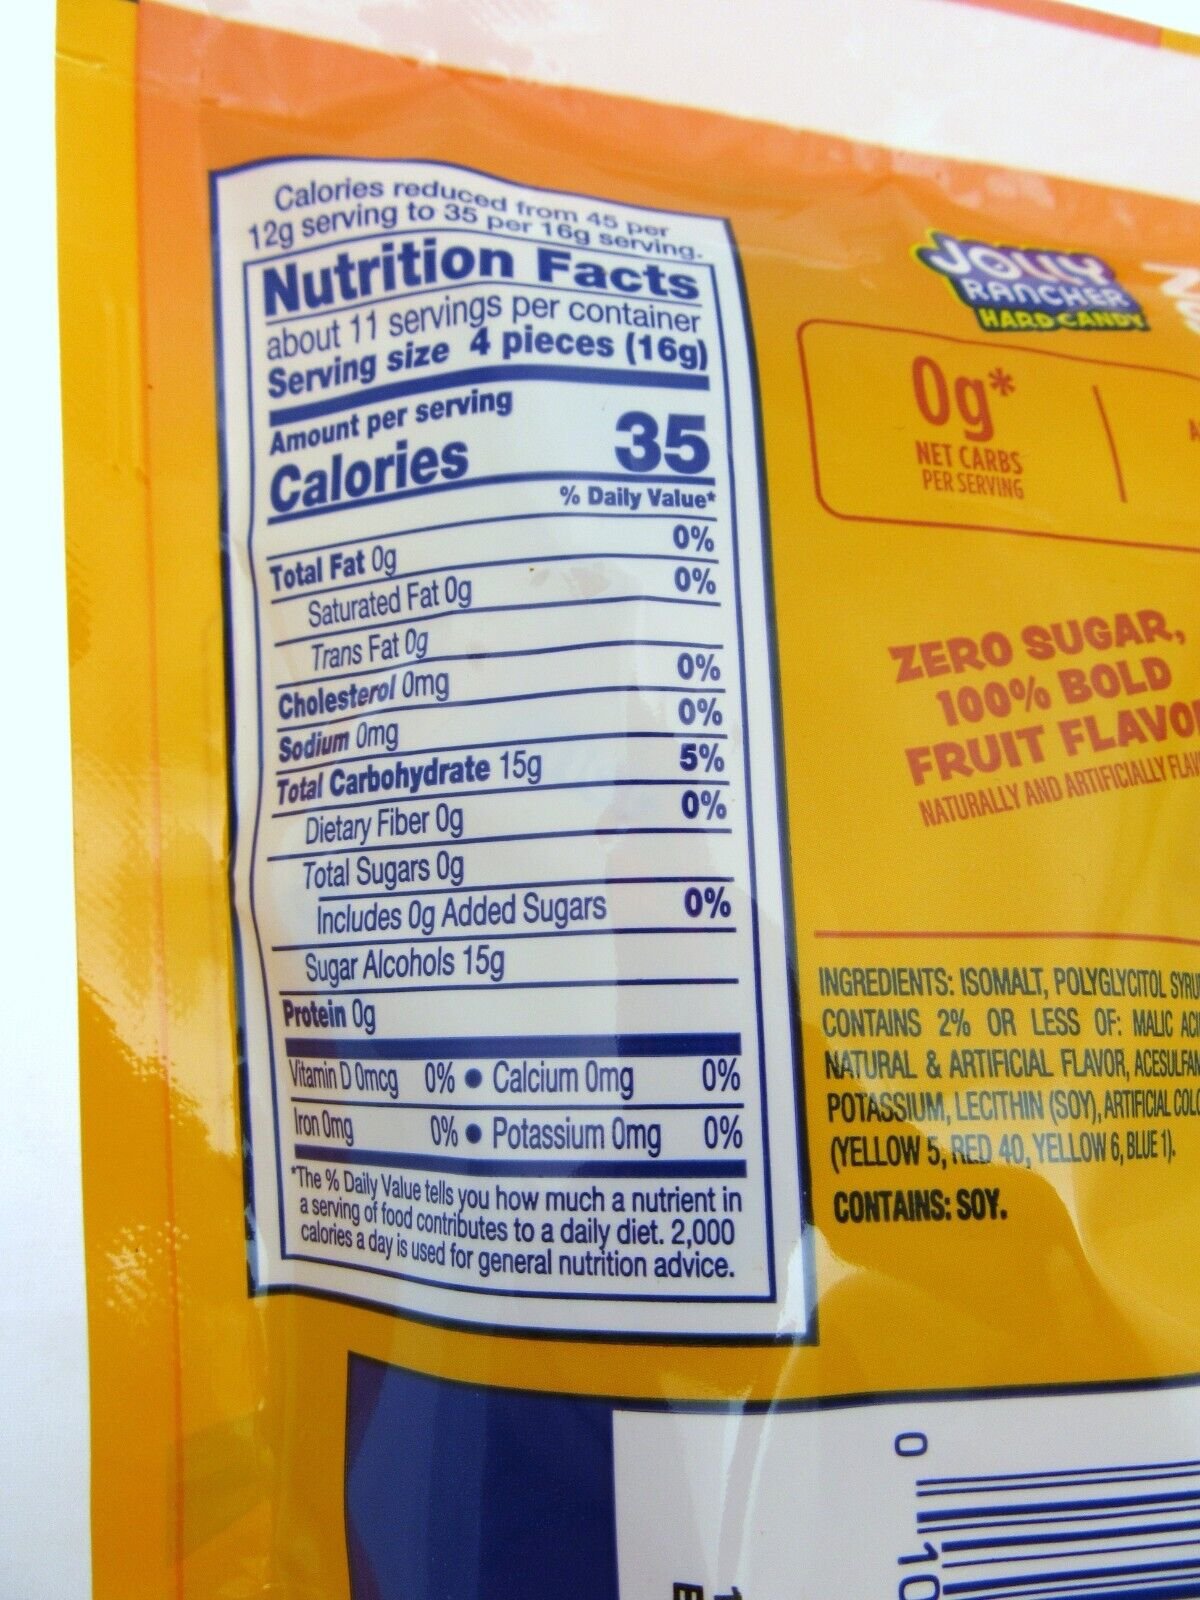 Calories reduced from 45 per
12g serving to 35 per 16g serving.
Nutrition Facts
about 11 servings per container
Serving size 4 pieces (16g)
Amount per serving
Calories 35
% Daily Value*
Total Fat 0g 0%
Saturated Fat 0g 0%
Trans Fat 0g
Cholesterol 0mg 0%
Sodium 0mg 0%
Total Carbohydrate 15g 5%
Dietary Fiber 0g 0%
Total Sugars 0g
Includes 0g Added Sugars 0%
Sugar Alcohols 15g
Protein 0g
Vitamin D 0mcg 0% • Calcium 0mg 0%
Iron 0mg 0% • Potassium 0mg 0%
*The % Daily Value tells you how much a nutrient in
a serving of food contributes to a daily diet. 2,000
calories a day is used for general nutrition advice.
JOLLY
RANCHER
HARD CANDY
0g*
NET CARBS
PER SERVING
ZERO SUGAR,
100% BOLD
FRUIT
NATURALLY AND ARTIFICIALLY
INGREDIENTS: ISOMALT, POLYGLYCITOL
CONTAINS 2% OR LESS OF: MALIC
NATURAL & ARTIFICIAL FLAVOR,
POTASSIUM, LECITHIN (SOY), ARTIFICIAL
(YELLOW 5, RED 40, YELLOW 6, BLUE 1).
CONTAINS: SOY.
0
10